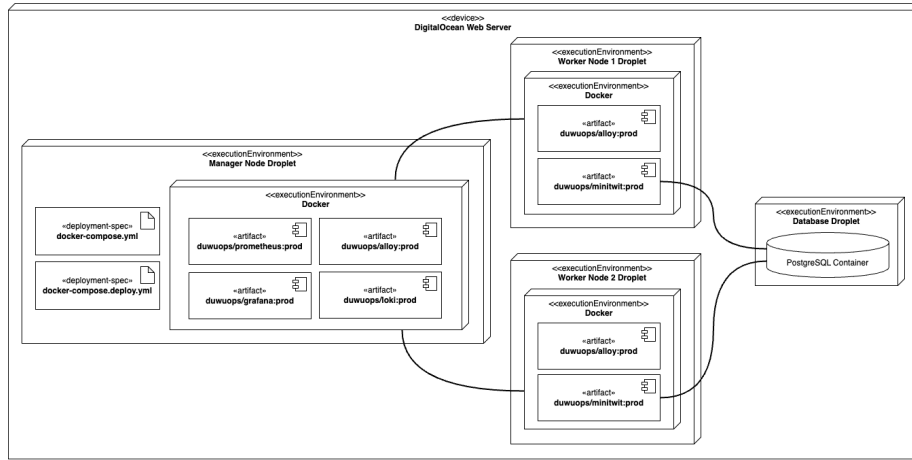 <<device>>
DigitalOcean Web Server
<<executionEnvironment>>
Manager Node Droplet
«deployment-spec»
docker-compose.yml
«deployment-spec»
docker-compose.deploy.yml
<<executionEnvironment>>
Docker
«artifact»
duwuops/prometheus:prod
«artifact»
duwuops/alloy:prod
«artifact»
duwuops/grafana:prod
«artifact»
duwuops/loki:prod
<<executionEnvironment>>
Worker Node 1 Droplet
<<executionEnvironment>>
Docker
«artifact»
duwuops/alloy:prod
«artifact»
duwuops/minitwit:prod
<<executionEnvironment>>
Worker Node 2 Droplet
<<executionEnvironment>>
Docker
«artifact»
duwuops/alloy:prod
«artifact»
duwuops/minitwit:prod
<<executionEnvironment>>
Database Droplet
PostgreSQL Container